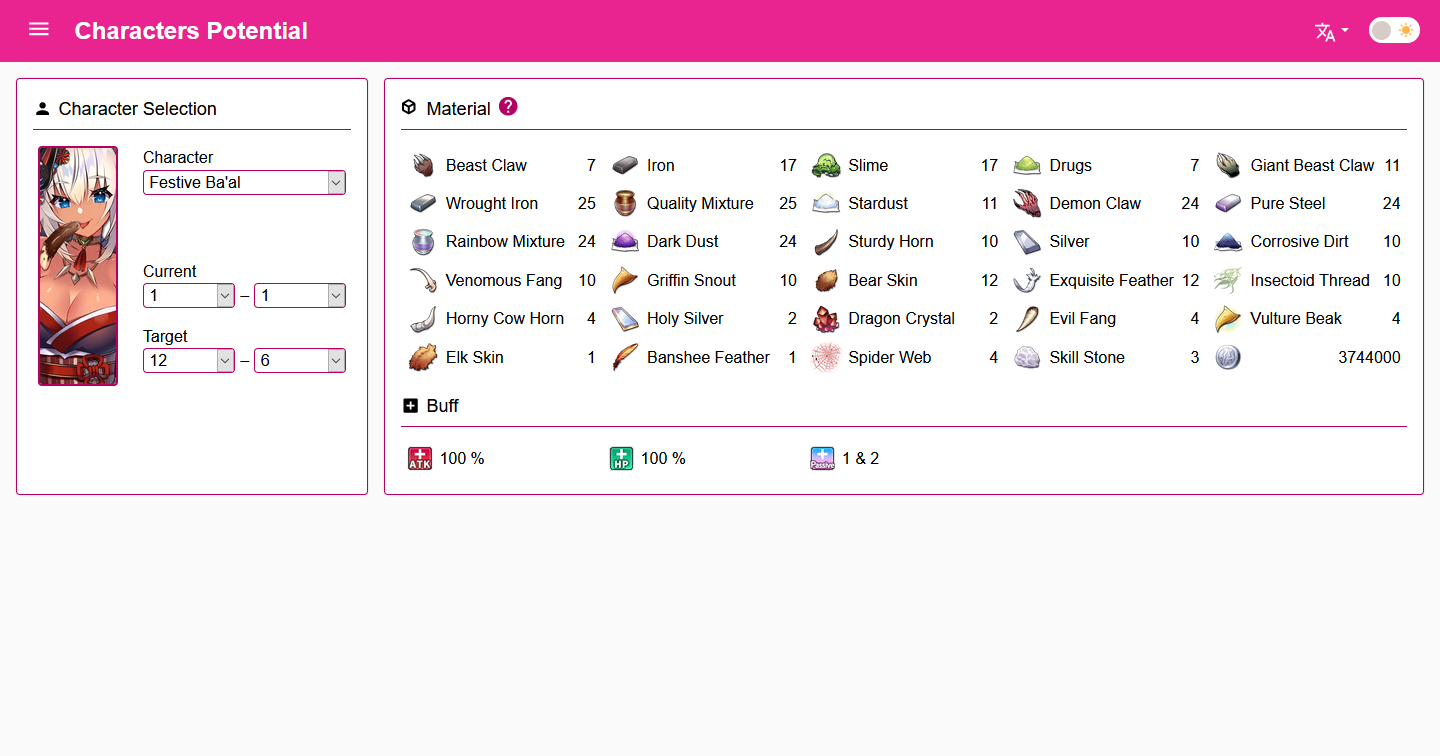 Characters Potential
Character Selection
Character
Festive Ba'al
Current
1 – 1
Target
12 – 6
Material ?
Beast Claw 7 Iron 17 Slime 17 Drugs 7 Giant Beast Claw 11
Wrought Iron 25 Quality Mixture 25 Stardust 11 Demon Claw 24 Pure Steel 24
Rainbow Mixture 24 Dark Dust 24 Sturdy Horn 10 Silver 10 Corrosive Dirt 10
Venomous Fang 10 Griffin Snout 10 Bear Skin 12 Exquisite Feather 12 Insectoid Thread 10
Horny Cow Horn 4 Holy Silver 2 Dragon Crystal 2 Evil Fang 4 Vulture Beak 4
Elk Skin 1 Banshee Feather 1 Spider Web 4 Skill Stone 3 3744000
Buff
ATK 100 % HP 100 % Passive 1 & 2